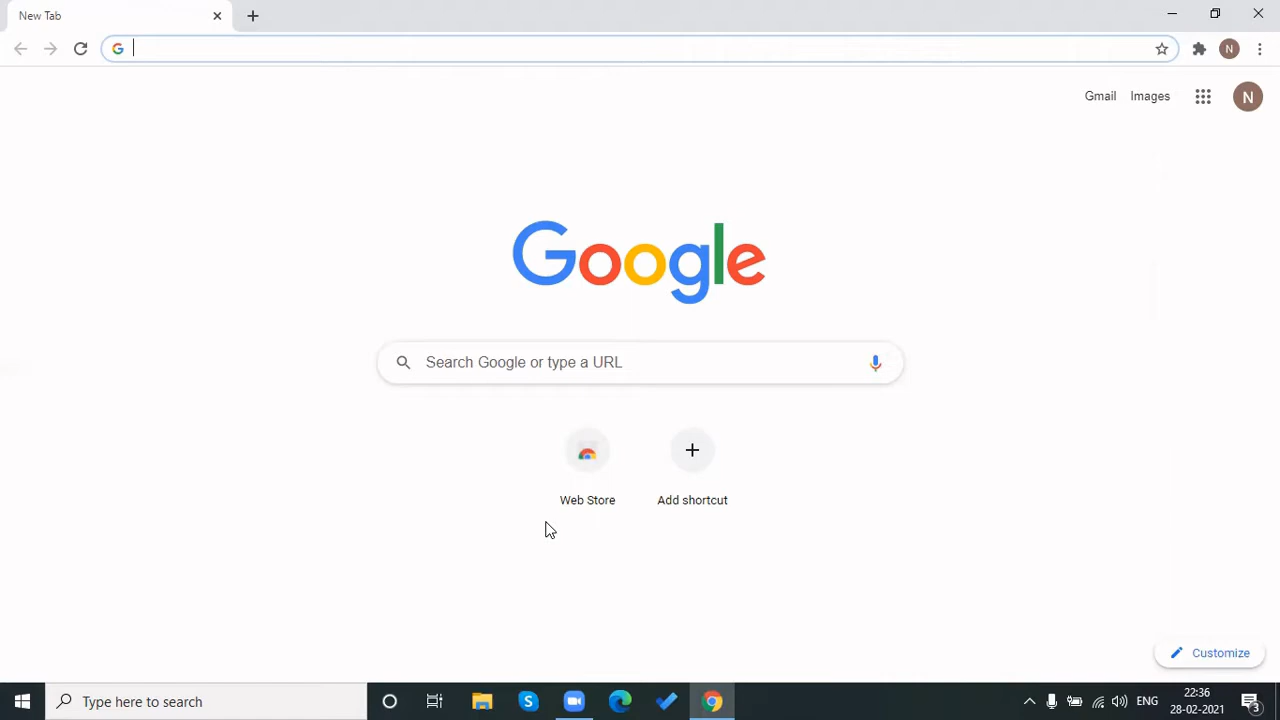 New Tab
G
N
Gmail
Images
N
Google
Search Google or type a URL
Web Store
Add shortcut
Customize
Type here to search
S
ENG
22:36
28-02-2021
3